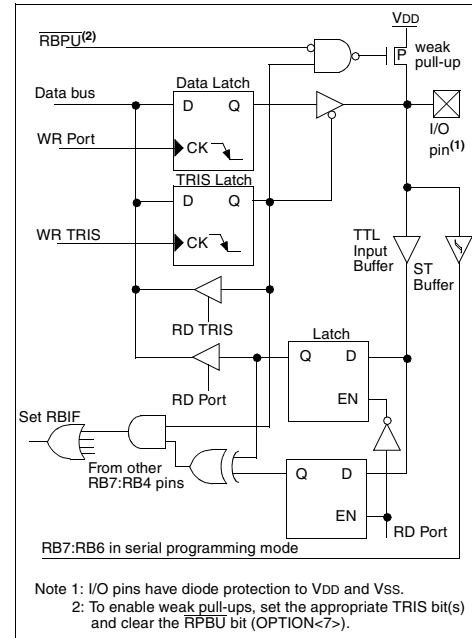 VDD
RBPU(2)
weak
pull-up
P
Data Latch
Data bus
D Q
I/O
pin(1)
WR Port
CK
TRIS Latch
D Q
WR TRIS
CK
TTL
Input
Buffer
ST
Buffer
RD TRIS
Latch
Q D
RD Port
EN
Set RBIF
From other
RB7:RB4 pins
Q D
EN
RD Port
RB7:RB6 in serial programming mode
Note 1: I/O pins have diode protection to VDD and VSS.
2: To enable weak pull-ups, set the appropriate TRIS bit(s)
and clear the RPBU bit (OPTION<7>).